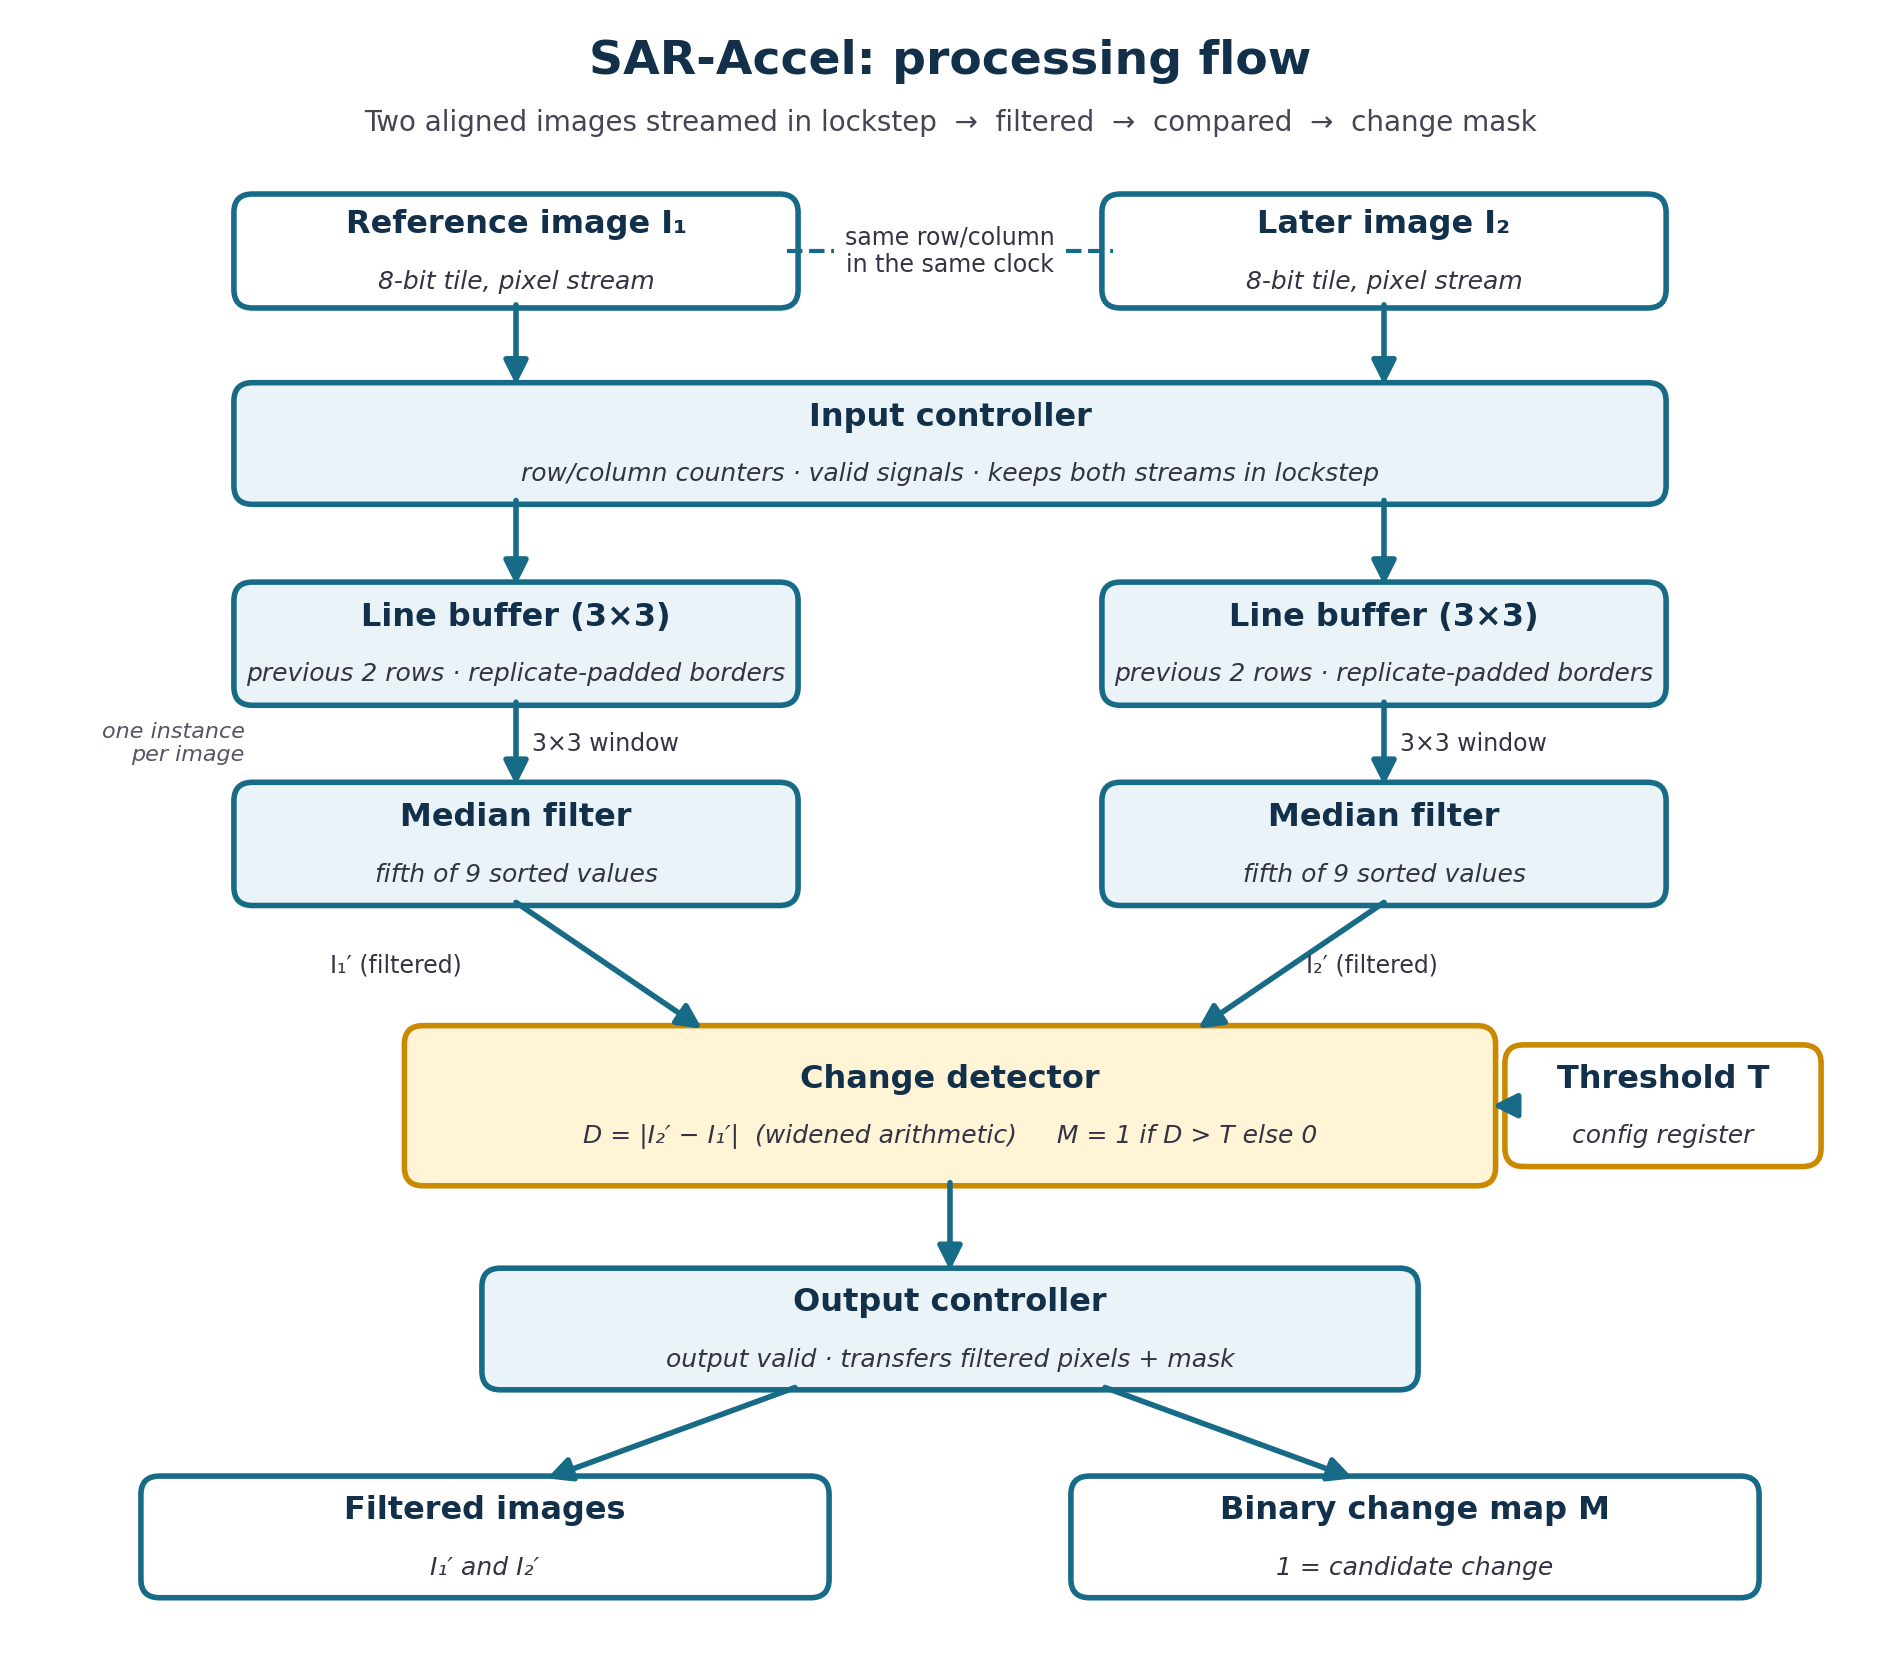 SAR-Accel: processing flow
Two aligned images streamed in lockstep → filtered → compared → change mask
Reference image I₁
8-bit tile, pixel stream
same row/column
in the same clock
Later image I₂
8-bit tile, pixel stream
Input controller
row/column counters · valid signals · keeps both streams in lockstep
Line buffer (3×3)
previous 2 rows · replicate-padded borders
Line buffer (3×3)
previous 2 rows · replicate-padded borders
one instance
per image
3×3 window
3×3 window
Median filter
fifth of 9 sorted values
Median filter
fifth of 9 sorted values
I₁′ (filtered)
I₂′ (filtered)
Change detector
D = |I₂′ − I₁′| (widened arithmetic) M = 1 if D > T else 0
Threshold T
config register
Output controller
output valid · transfers filtered pixels + mask
Filtered images
I₁′ and I₂′
Binary change map M
1 = candidate change